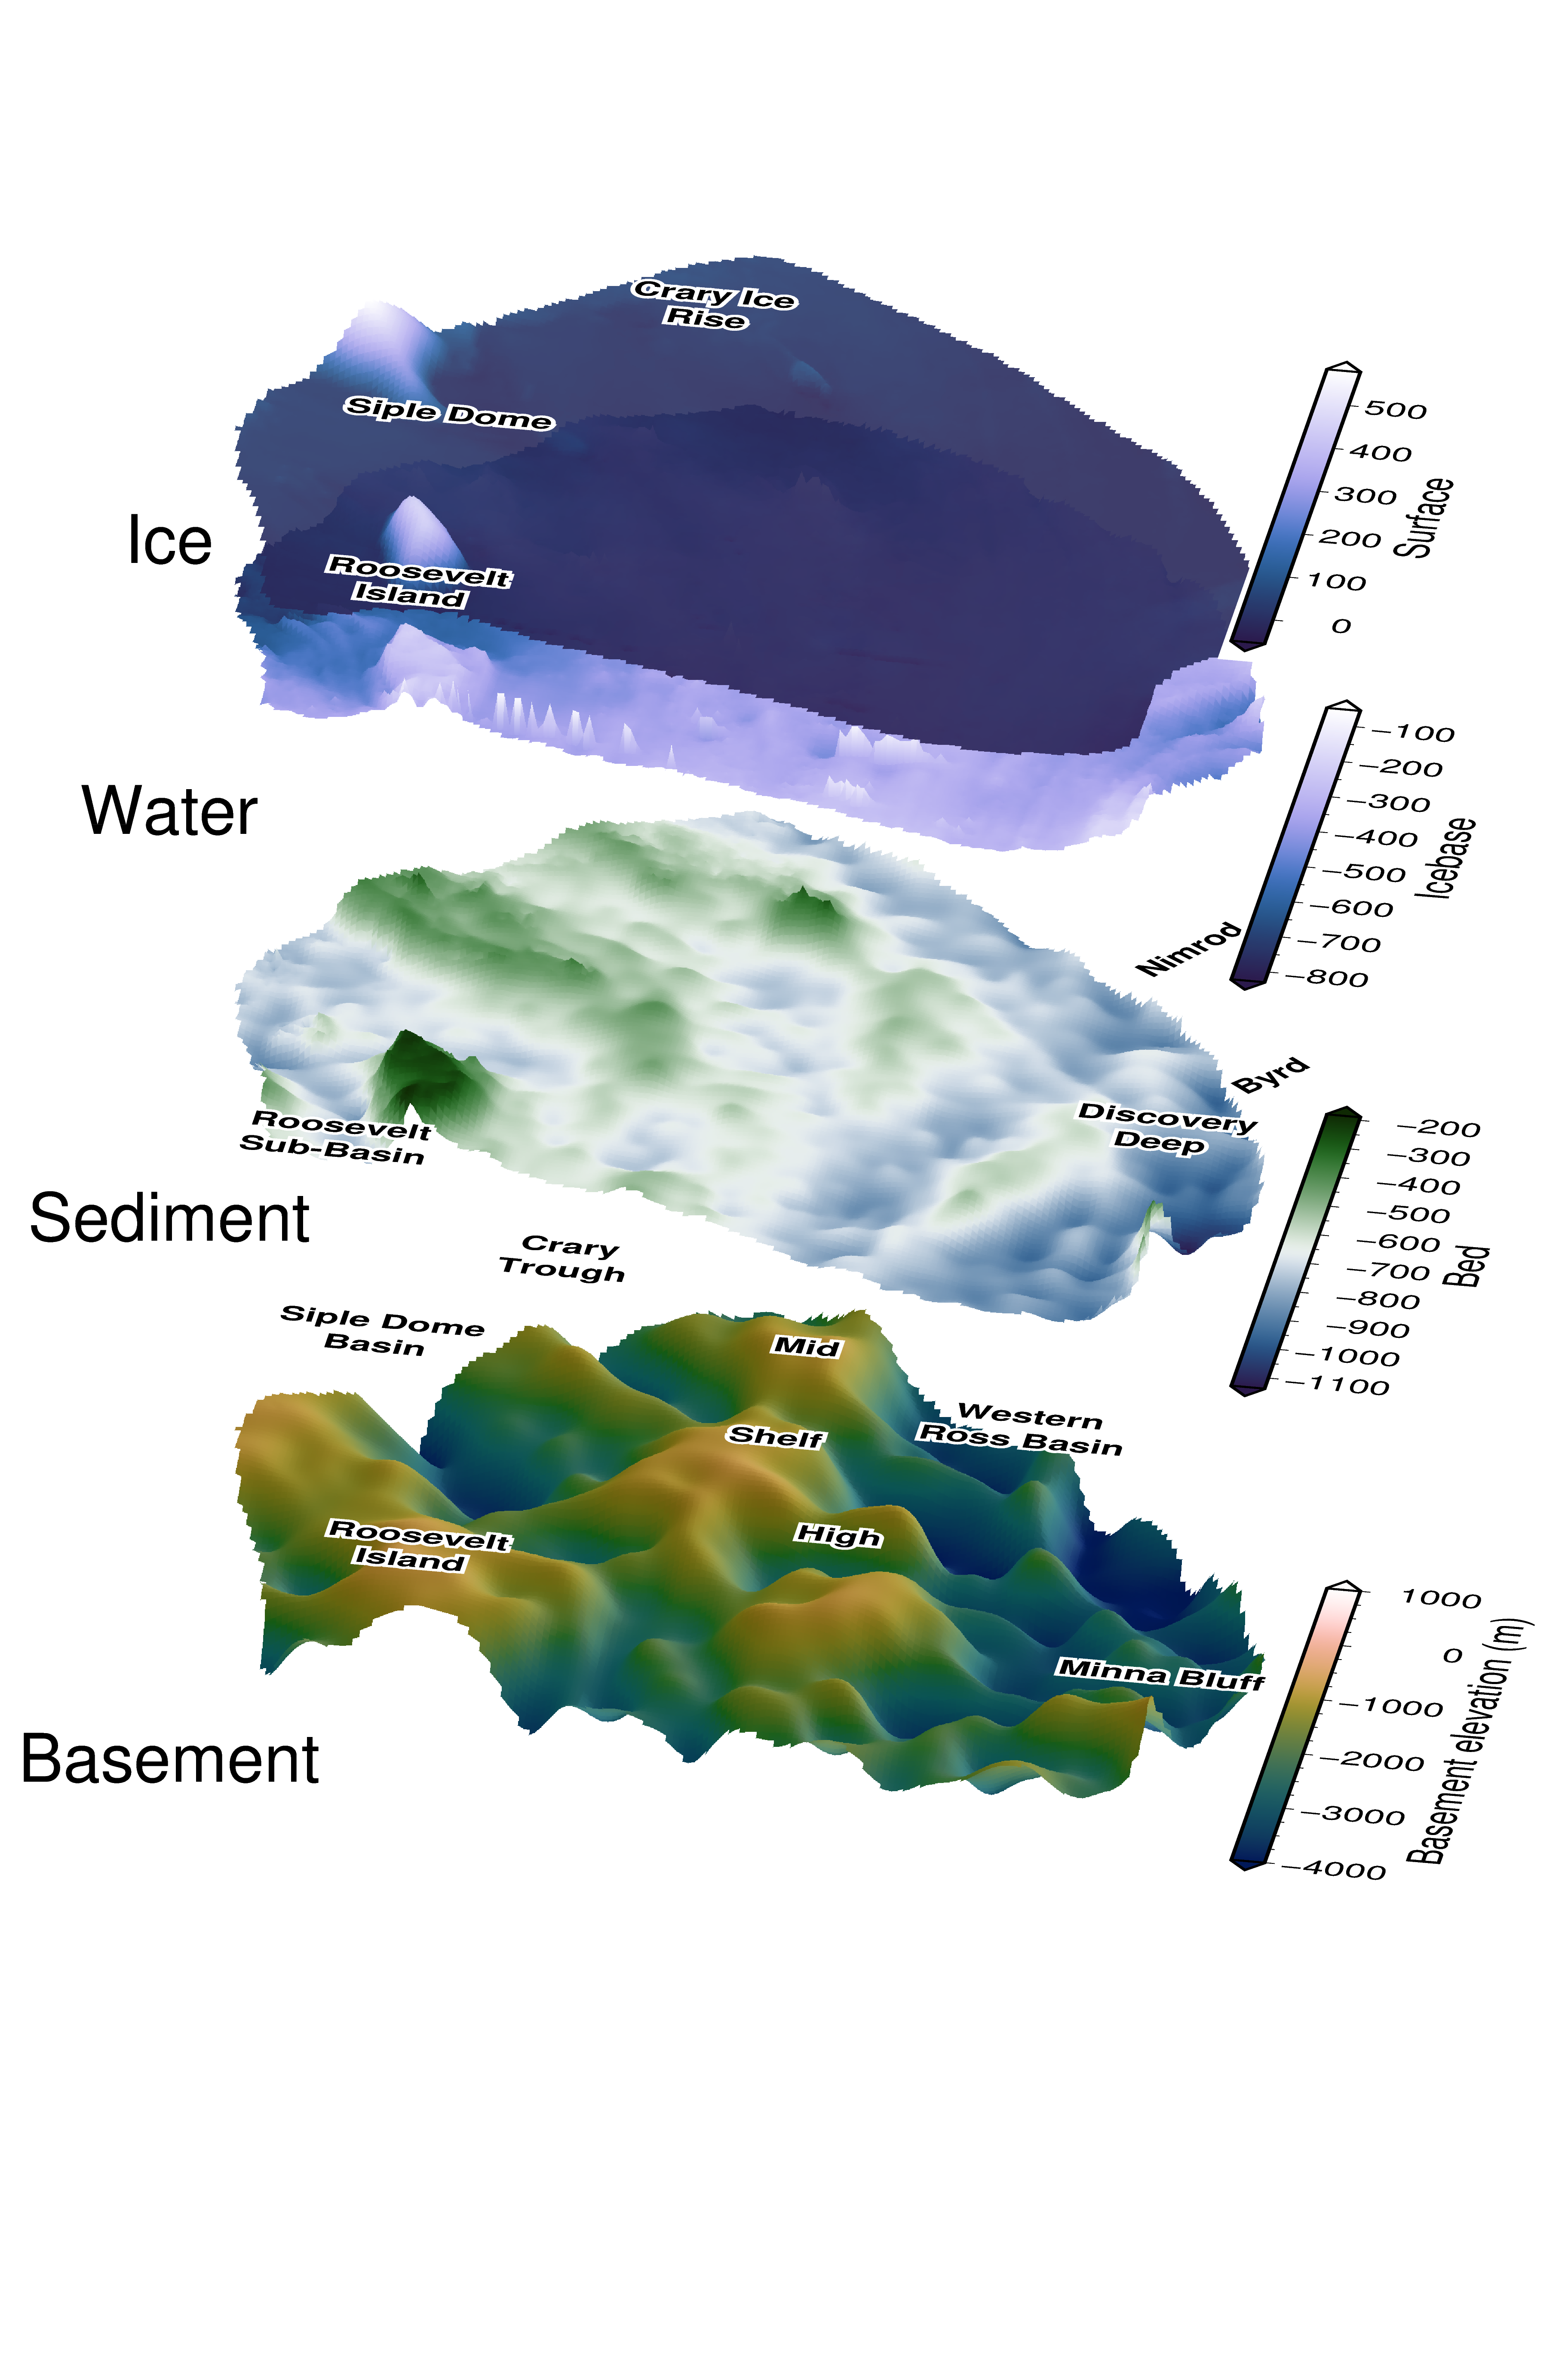 Crary Ice
Rise
Siple Dome
Ice
Roosevelt
Island
500
400
300
200
100
0
Surface
Water
−100
−200
−300
−400
−500
−600
−700
−800
Icebase
Nimrod
Byrd
Discovery
Deep
Roosevelt
Sub-Basin
Sediment
Crary
Trough
−200
−300
−400
−500
−600
−700
−800
−900
−1000
−1100
Bed
Siple Dome
Basin
Mid
Shelf
High
Western
Ross Basin
Roosevelt
Island
Minna Bluff
Basement
1000
0
−1000
−2000
−3000
−4000
Basement elevation (m)